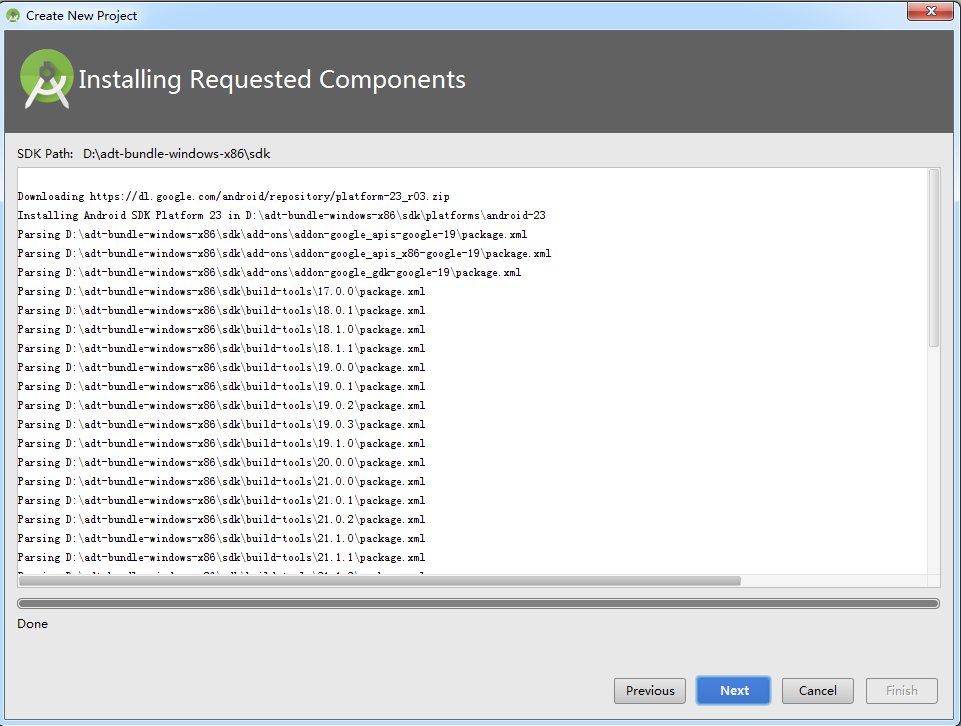 Create New Project
Installing Requested Components
SDK Path: D:\adt-bundle-windows-x86\sdk
Downloading https://dl.google.com/android/repository/platform-23_r03.zip
Installing Android SDK Platform 23 in D:\adt-bundle-windows-x86\sdk\platforms\android-23
Parsing D:\adt-bundle-windows-x86\sdk\add-ons\addon-google_apis-google-19\package.xml
Parsing D:\adt-bundle-windows-x86\sdk\add-ons\addon-google_apis_x86-google-19\package.xml
Parsing D:\adt-bundle-windows-x86\sdk\add-ons\addon-google_gdk-google-19\package.xml
Parsing D:\adt-bundle-windows-x86\sdk\build-tools\17.0.0\package.xml
Parsing D:\adt-bundle-windows-x86\sdk\build-tools\18.0.1\package.xml
Parsing D:\adt-bundle-windows-x86\sdk\build-tools\18.1.0\package.xml
Parsing D:\adt-bundle-windows-x86\sdk\build-tools\18.1.1\package.xml
Parsing D:\adt-bundle-windows-x86\sdk\build-tools\19.0.0\package.xml
Parsing D:\adt-bundle-windows-x86\sdk\build-tools\19.0.1\package.xml
Parsing D:\adt-bundle-windows-x86\sdk\build-tools\19.0.2\package.xml
Parsing D:\adt-bundle-windows-x86\sdk\build-tools\19.0.3\package.xml
Parsing D:\adt-bundle-windows-x86\sdk\build-tools\19.1.0\package.xml
Parsing D:\adt-bundle-windows-x86\sdk\build-tools\20.0.0\package.xml
Parsing D:\adt-bundle-windows-x86\sdk\build-tools\21.0.0\package.xml
Parsing D:\adt-bundle-windows-x86\sdk\build-tools\21.0.1\package.xml
Parsing D:\adt-bundle-windows-x86\sdk\build-tools\21.0.2\package.xml
Parsing D:\adt-bundle-windows-x86\sdk\build-tools\21.1.0\package.xml
Parsing D:\adt-bundle-windows-x86\sdk\build-tools\21.1.1\package.xml
Done
Previous Next Cancel Finish